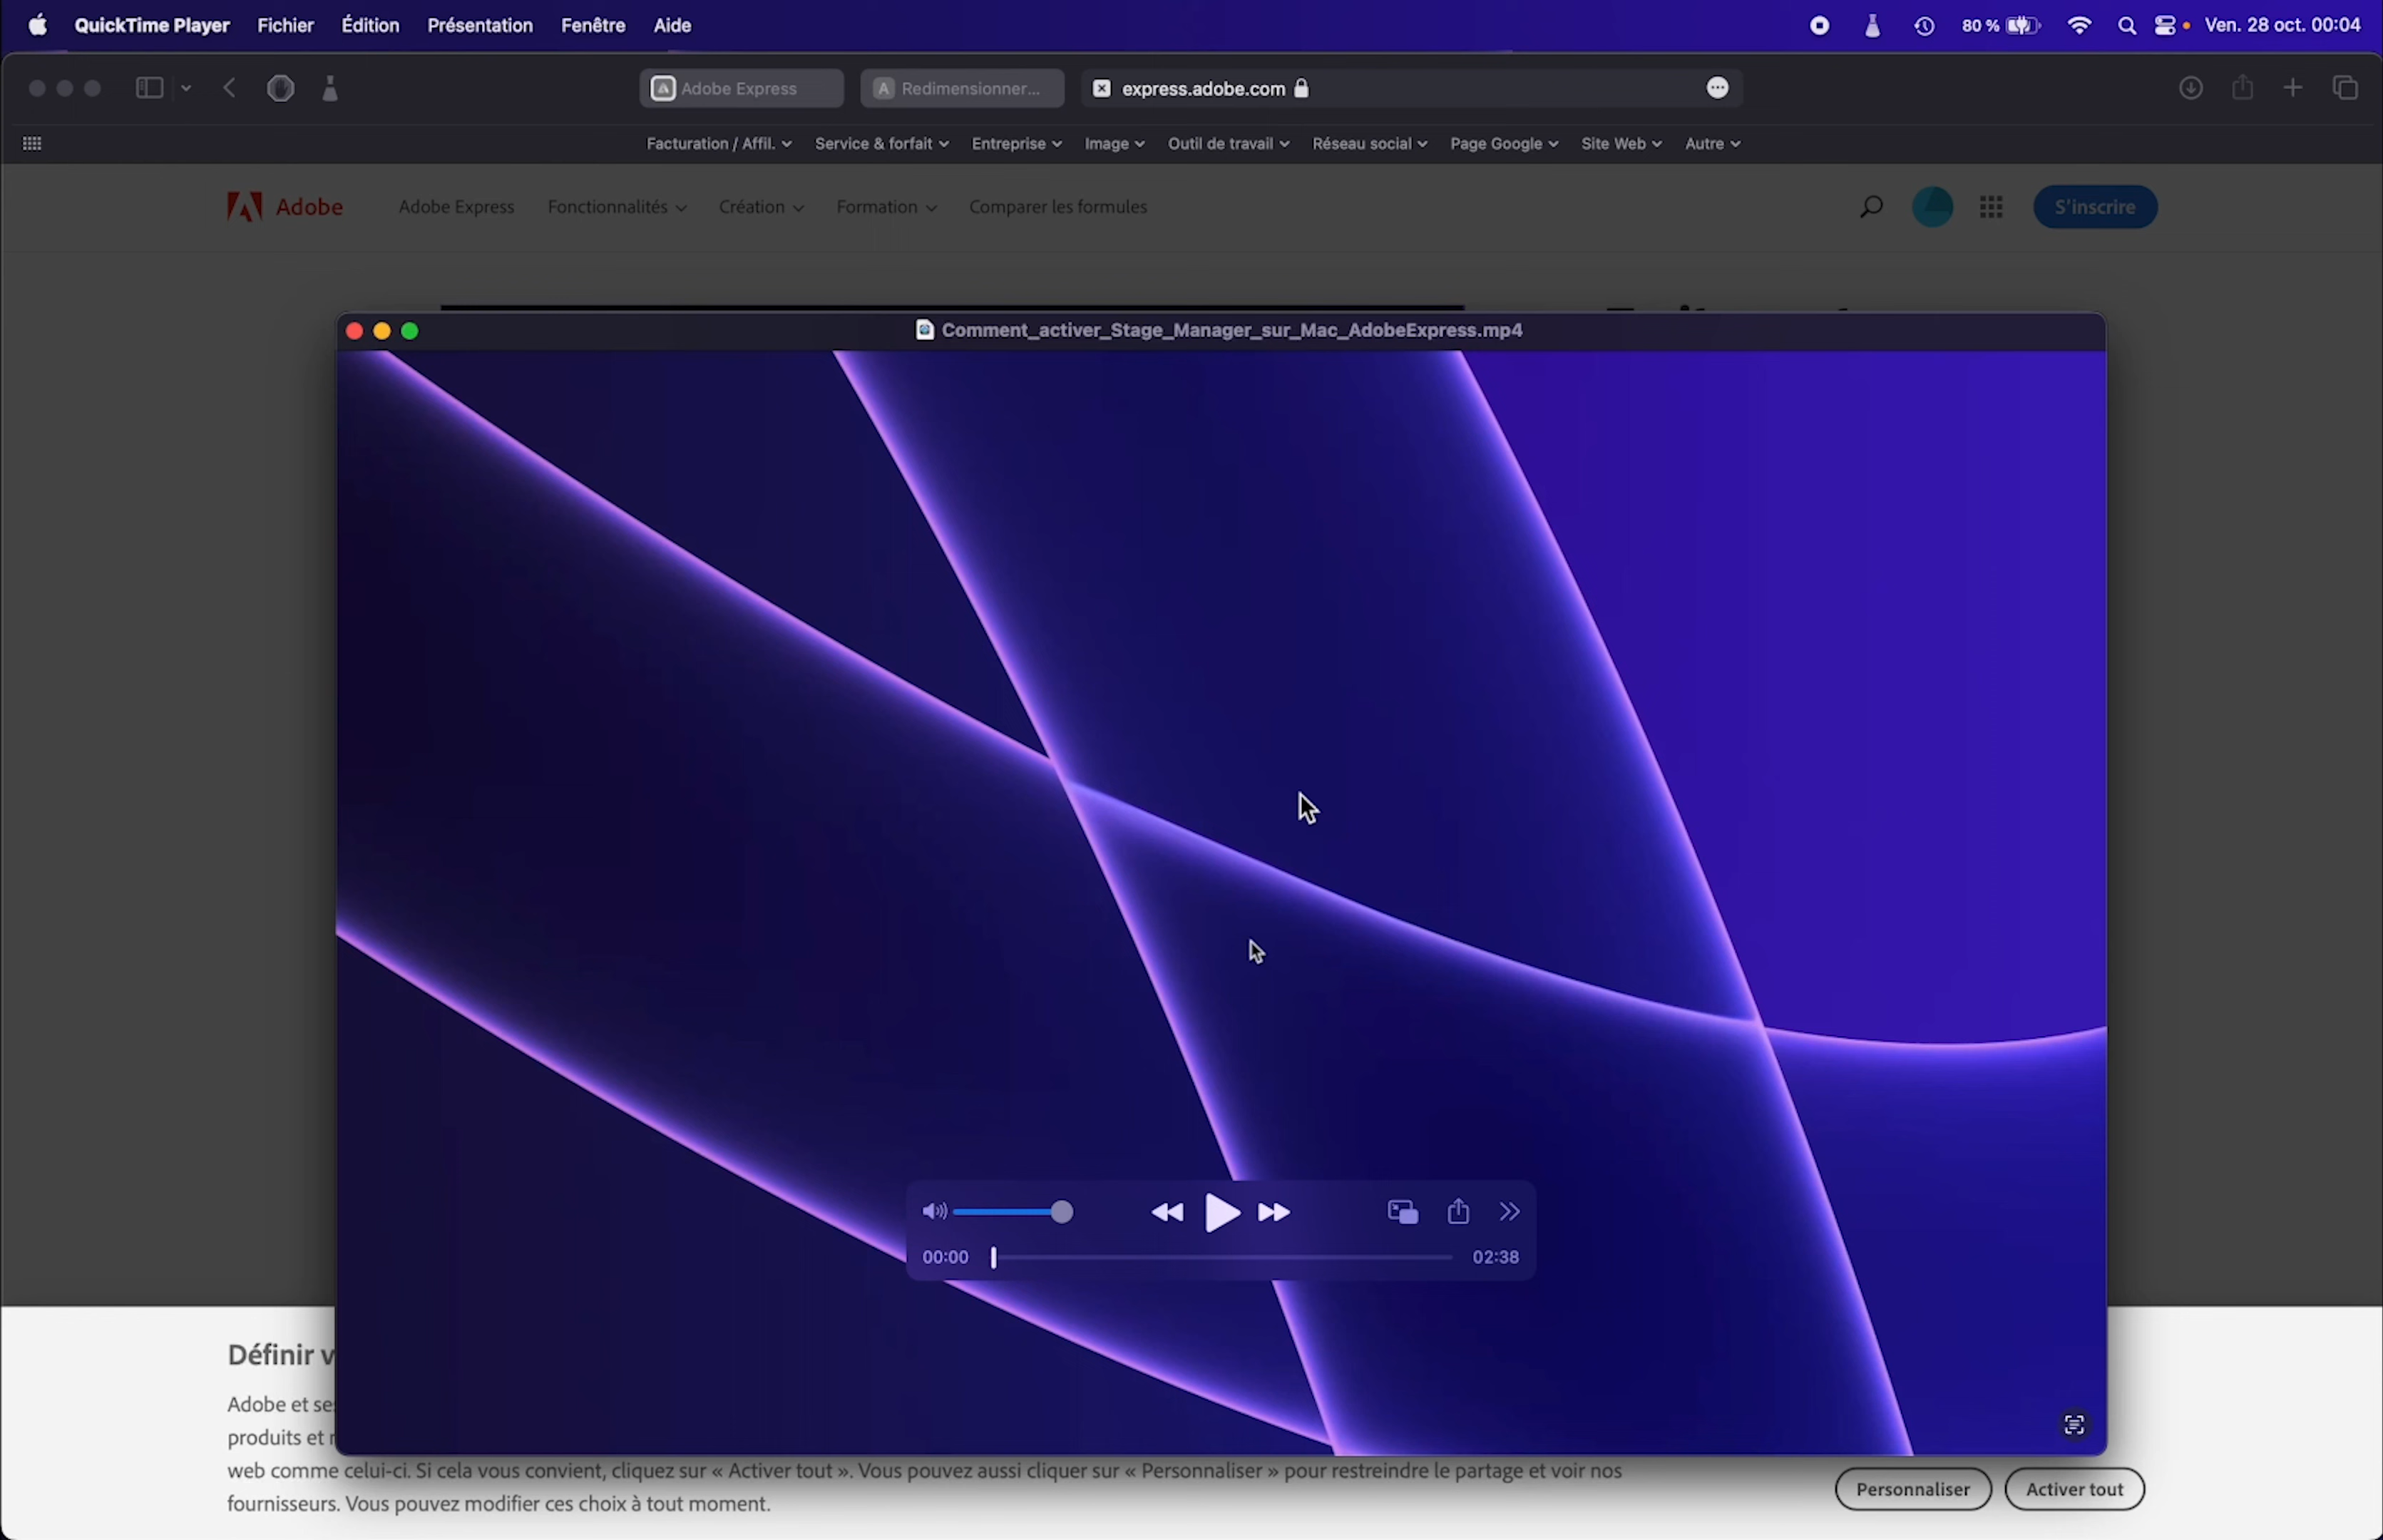 QuickTime Player Fichier Édition Présentation Fenêtre Aide 80 % Ven. 28 oct. 00:04
Adobe Express Redimensionner... express.adobe.com
Facturation / Affil. Service & forfait Entreprise Image Outil de travail Réseau social Page Google Site Web Autre
Adobe Adobe Express Fonctionnalités Création Formation Comparer les formules S'inscrire
Comment_activer_Stage_Manager_sur_Mac_AdobeExpress.mp4
00:00 02:38
Définir
Adobe et
produits et
web comme celui-ci. Si cela vous convient, cliquez sur « Activer tout ». Vous pouvez aussi cliquer sur « Personnaliser » pour restreindre le partage et voir nos
fournisseurs. Vous pouvez modifier ces choix à tout moment.
Personnaliser Activer tout